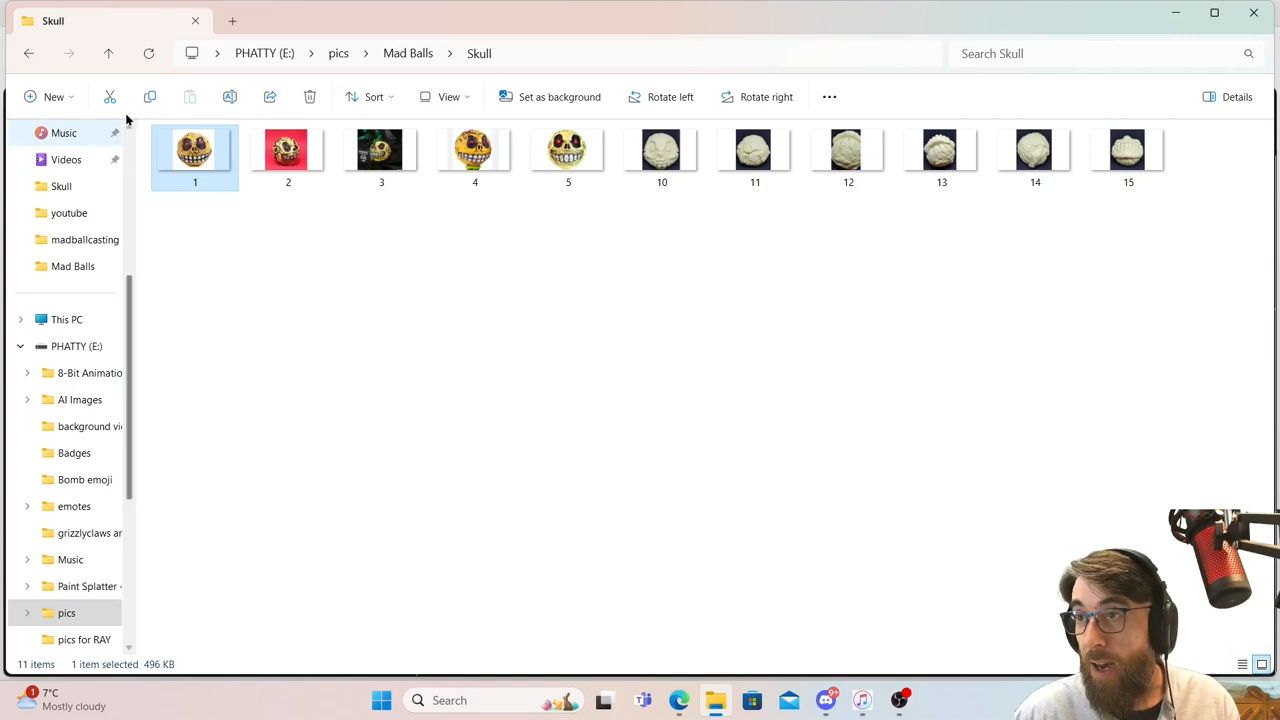 Skull
PHATTY (E:) pics Mad Balls Skull
Search Skull
New
Sort
View
Set as background
Rotate left
Rotate right
Details
Music
Videos
Skull
youtube
madballcasting
Mad Balls
This PC
PHATTY (E:)
8-Bit Animatio
AI Images
background vi
Badges
Bomb emoji
emotes
grizzlyclaws ar
Music
Paint Splatter -
pics
pics for RAY
1 2 3 4 5 10 11 12 13 14 15
11 items 1 item selected 496 KB
1
7°C
Mostly cloudy
Search
9+